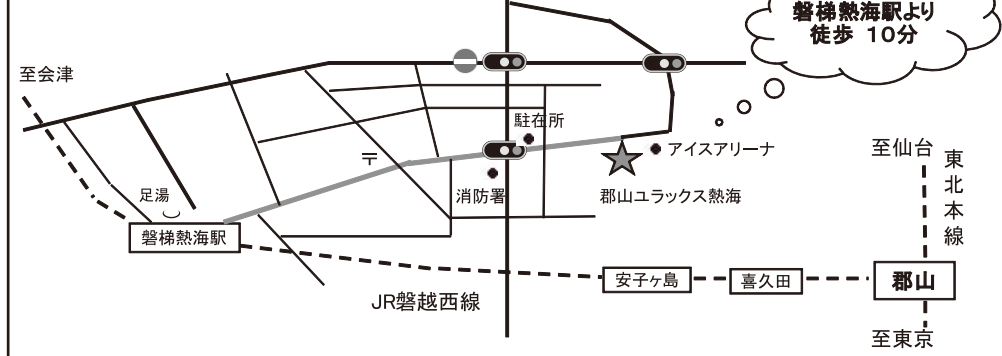 磐梯熱海駅より
徒歩 10分
至会津
駐在所
アイスアリーナ
至仙台
東北本線
〒
足湯
消防署
郡山ユラックス熱海
磐梯熱海駅
安子ヶ島
喜久田
郡山
JR磐越西線
至東京